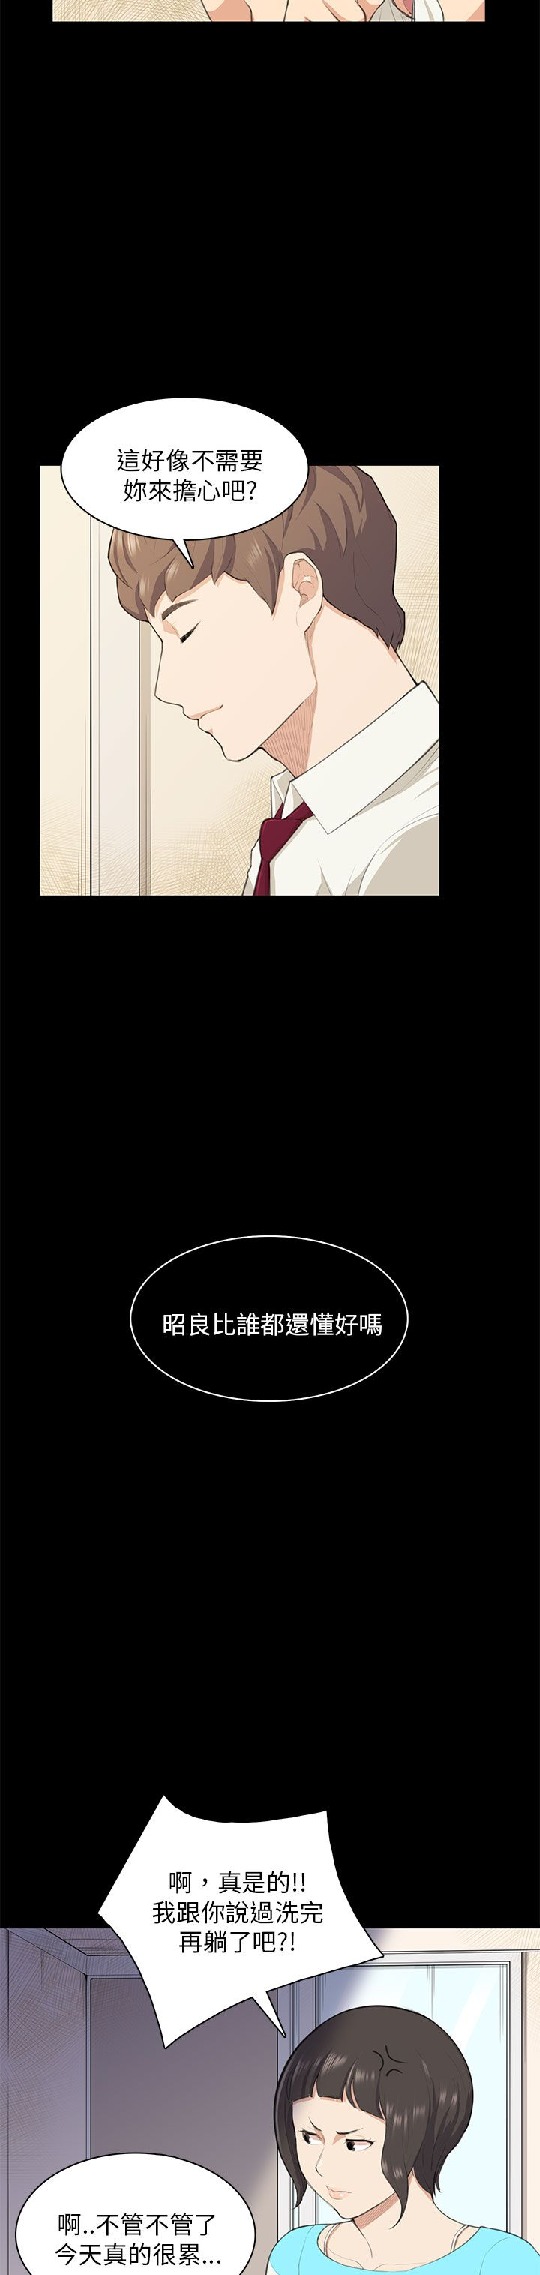 這好像不需要
妳來擔心吧?
昭良比誰都還懂好嗎
啊，真是的!!
我跟你說過洗完
再躺了吧?!
啊..不管不管了
今天真的很累...